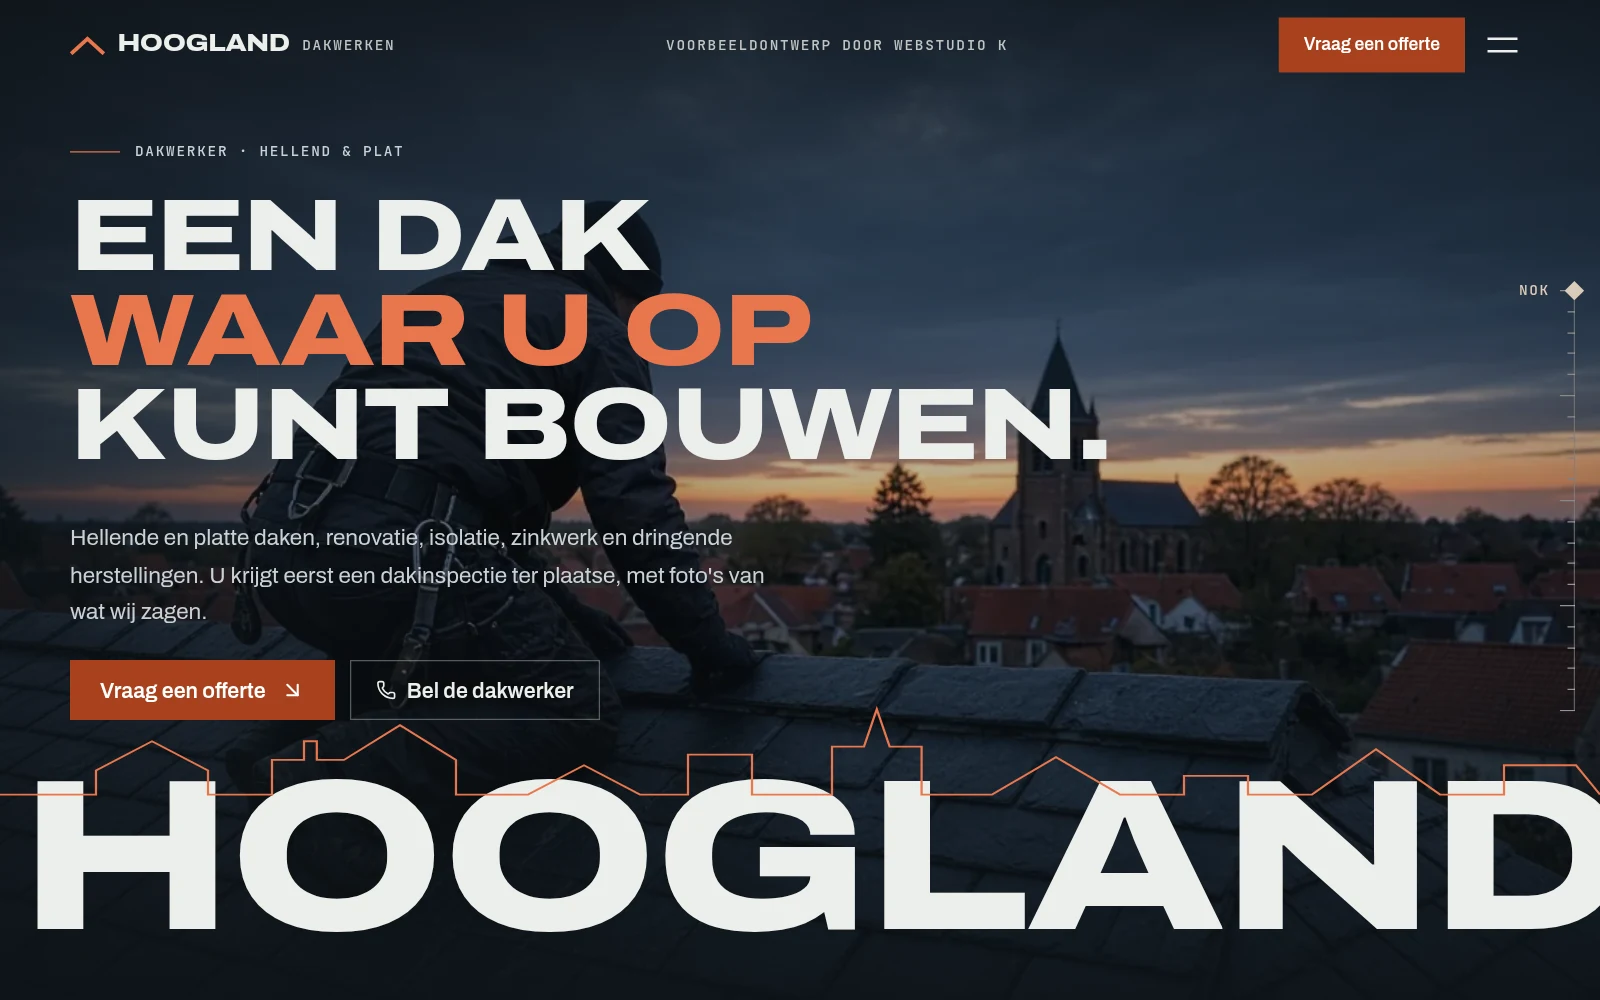 HOOGLAND DAKWERKEN
VOORBEELDONTWERP DOOR WEBSTUDIO K
Vraag een offerte
DAKWERKER · HELLEND & PLAT
EEN DAK
WAAR U OP
KUNT BOUWEN.
NOK
Hellende en platte daken, renovatie, isolatie, zinkwerk en dringende
herstellingen. U krijgt eerst een dakinspectie ter plaatse, met foto's van
wat wij zagen.
Vraag een offerte
Bel de dakwerker
HOOGLAND